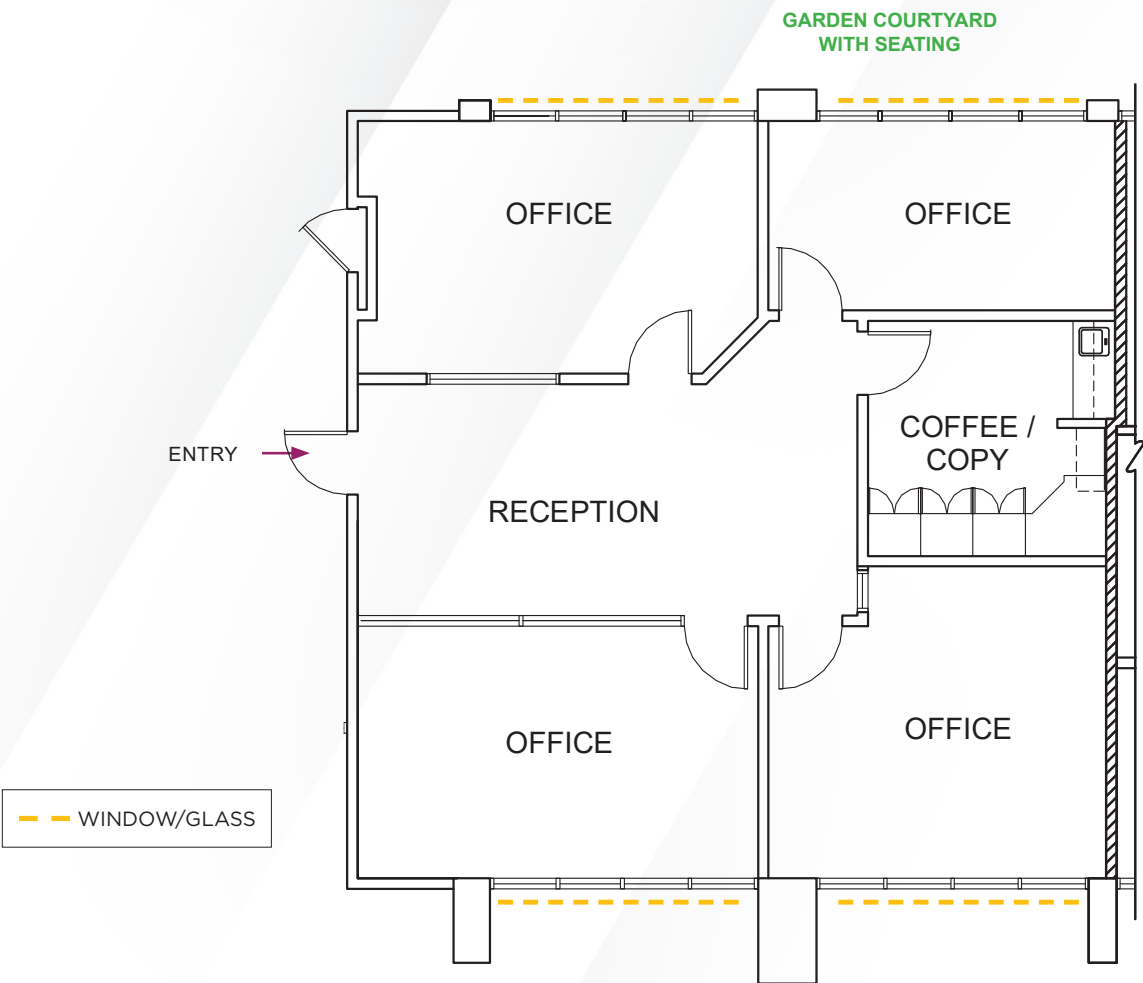 GARDEN COURTYARD
WITH SEATING
OFFICE
OFFICE
COFFEE /
COPY
ENTRY
RECEPTION
OFFICE
OFFICE
WINDOW/GLASS